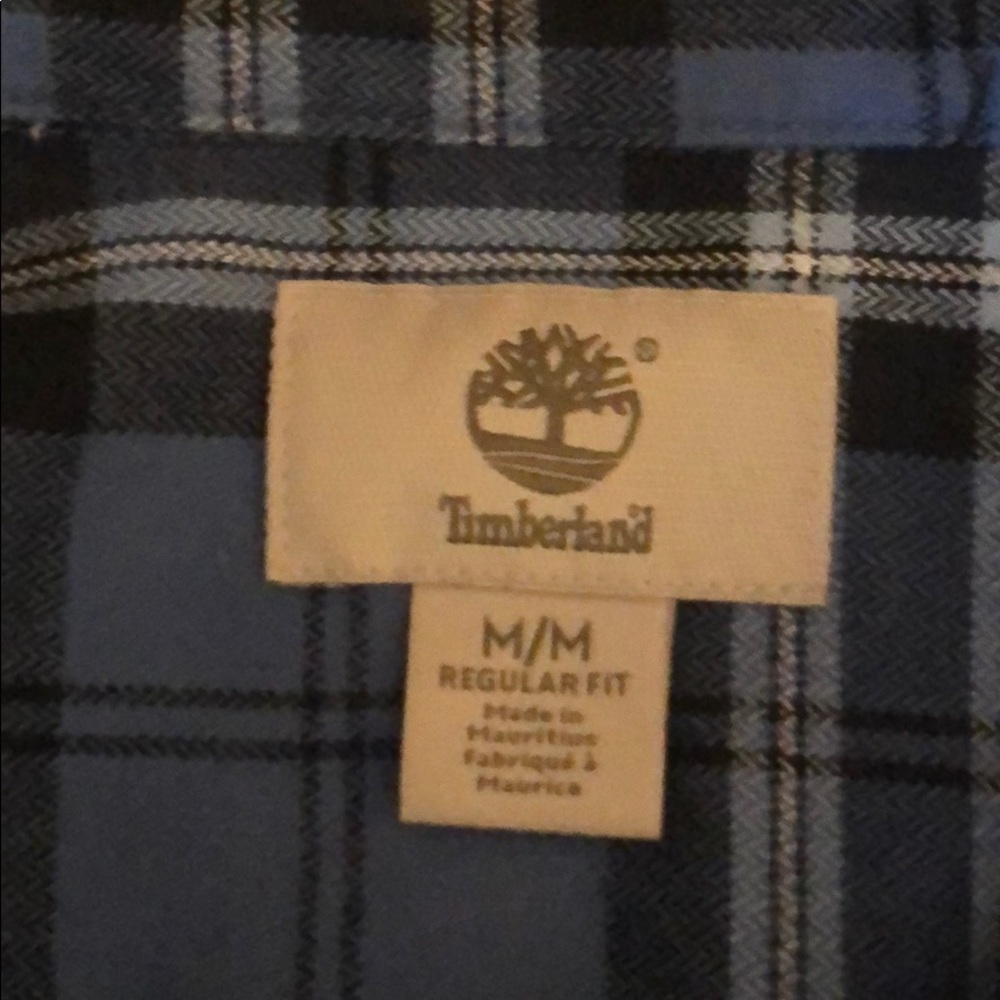 ®
Timberland
M/M
REGULAR FIT
Made in
Mauritius
Fabriqué à
Maurice